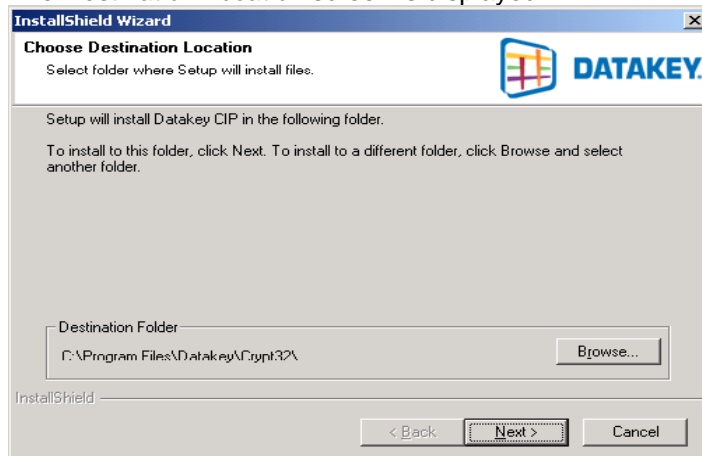 InstallShield Wizard
Choose Destination Location
Select folder where Setup will install files.
DATAKEY.
Setup will install Datakey CIP in the following folder.
To install to this folder, click Next. To install to a different folder, click Browse and select
another folder.
Destination Folder
C:\Program Files\Datakey\Crypt32\
Browse...
InstallShield
< Back
Next >
Cancel